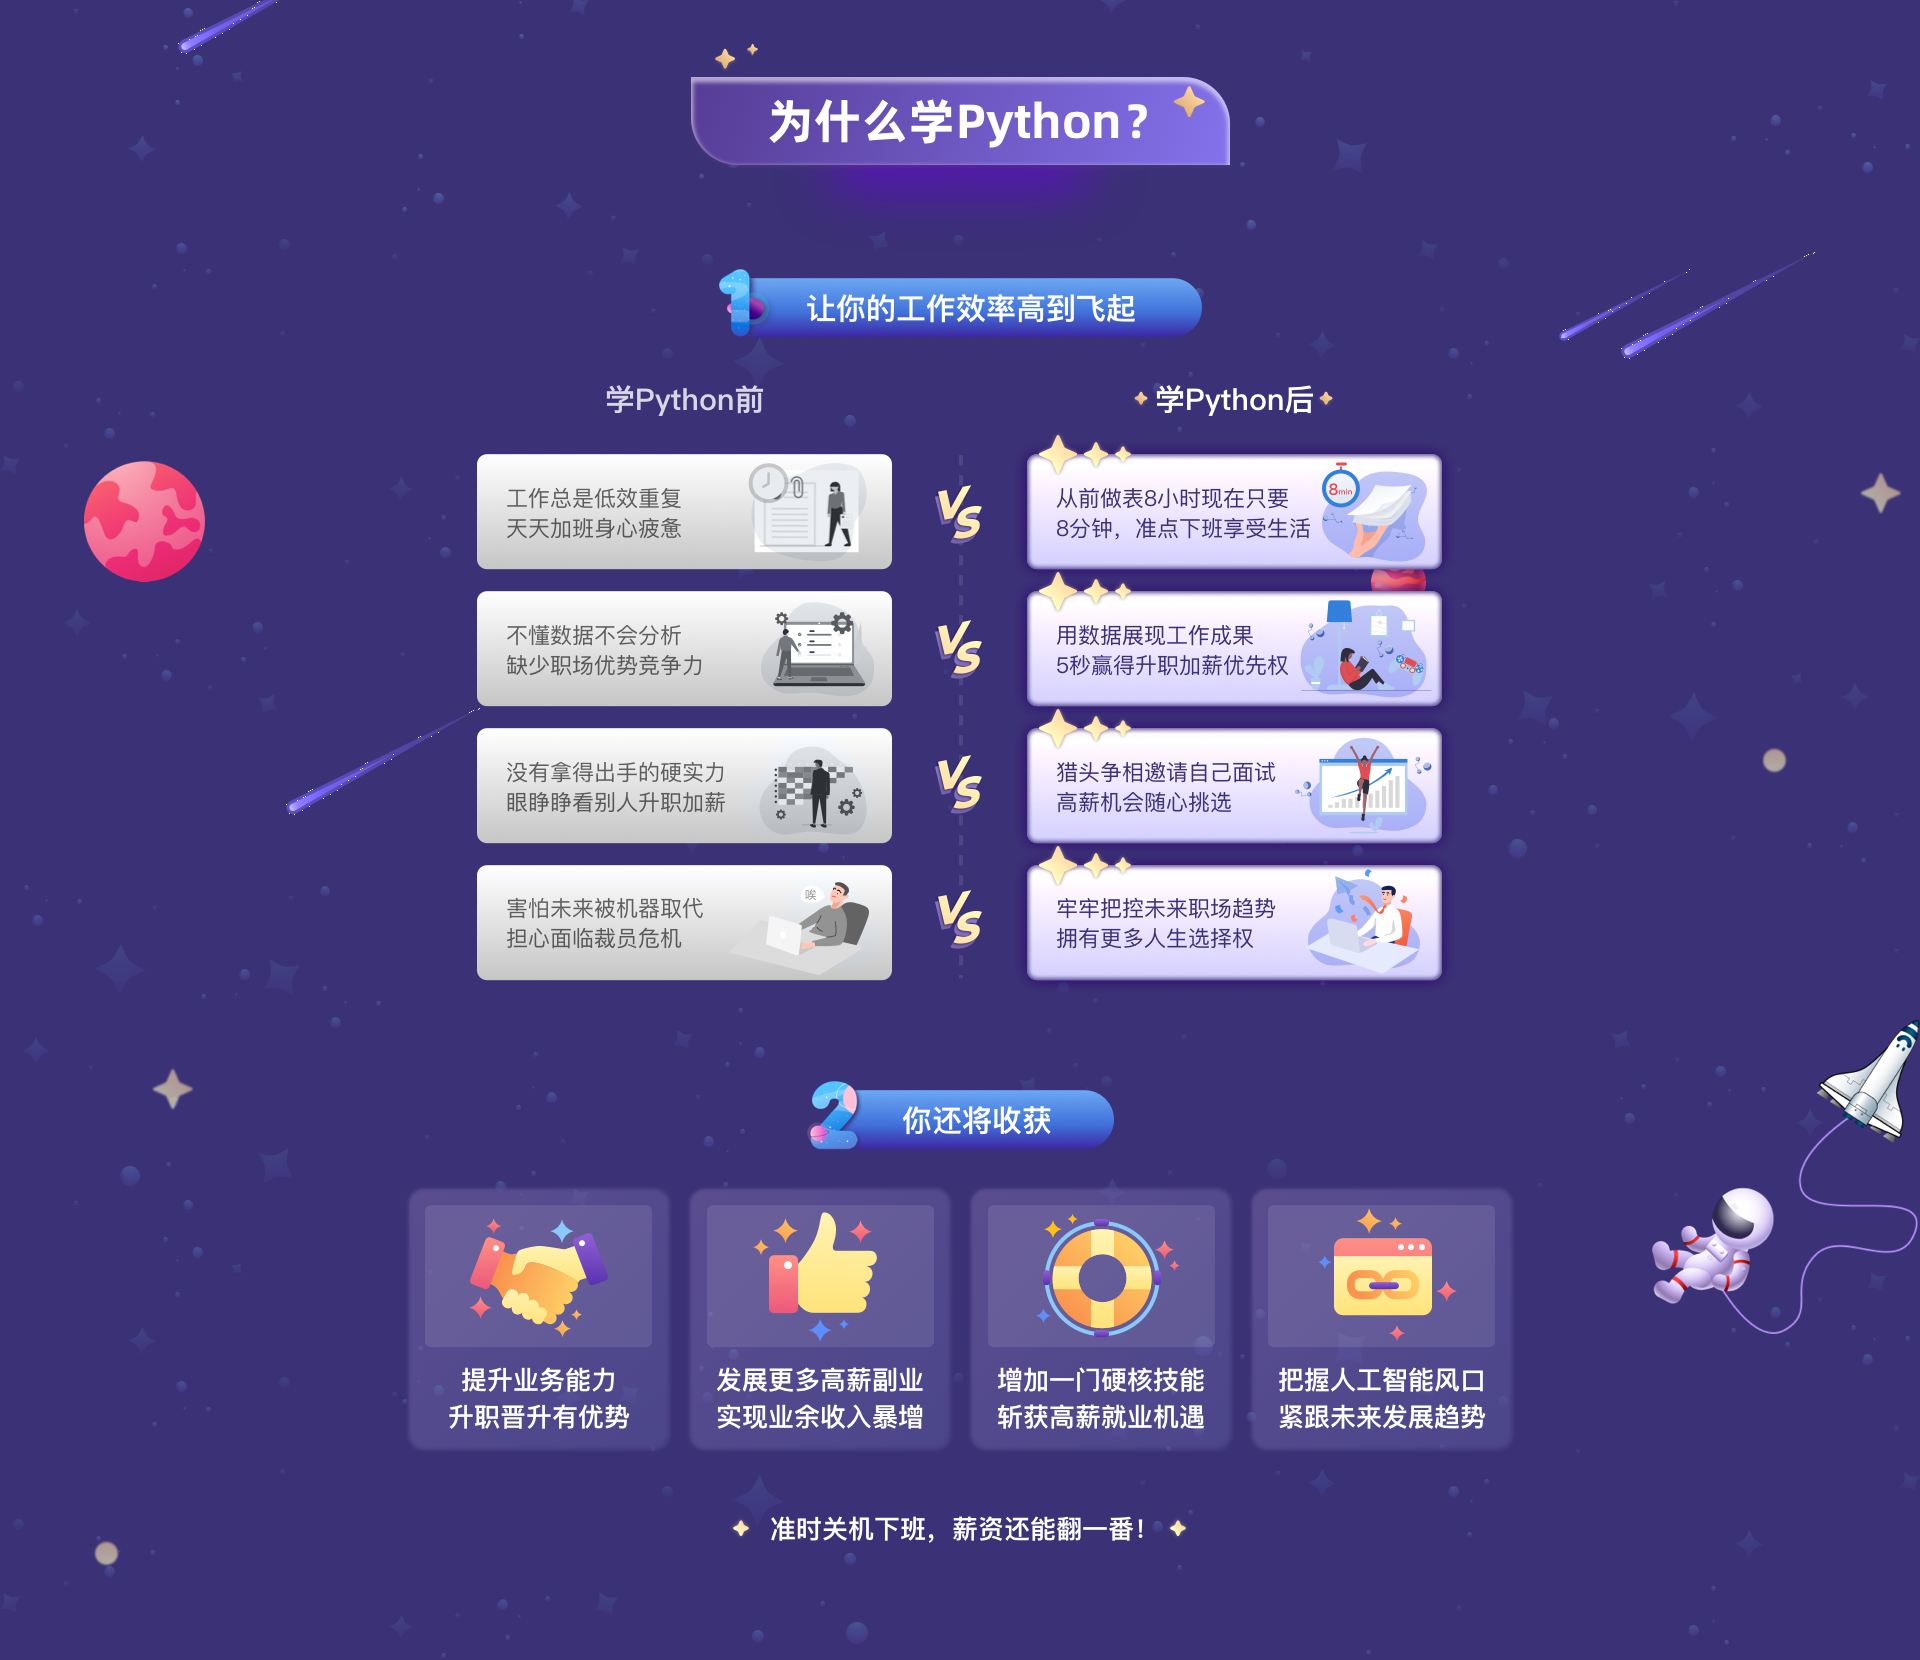 为什么学Python？
1 让你的工作效率高到飞起
学Python前
学Python后
工作总是低效重复
天天加班身心疲惫
VS
从前做表8小时现在只要
8分钟，准点下班享受生活
8min
不懂数据不会分析
缺少职场优势竞争力
VS
用数据展现工作成果
5秒赢得升职加薪优先权
没有拿得出手的硬实力
眼睁睁看别人升职加薪
VS
猎头争相邀请自己面试
高薪机会随心挑选
害怕未来被机器取代
担心面临裁员危机
唉
VS
牢牢把控未来职场趋势
拥有更多人生选择权
2 你还将收获
提升业务能力
升职晋升有优势
发展更多高薪副业
实现业余收入暴增
增加一门硬核技能
斩获高薪就业机遇
把握人工智能风口
紧跟未来发展趋势
准时关机下班，薪资还能翻一番！